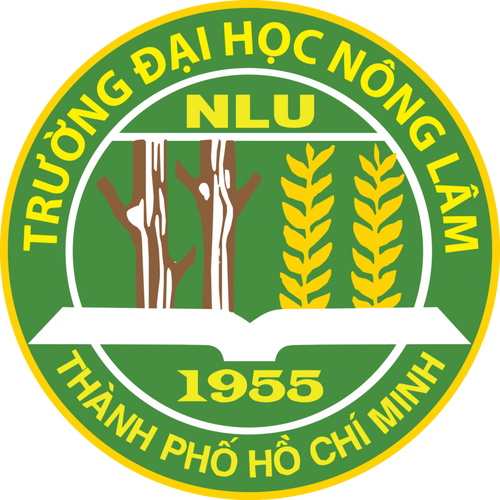 TRƯỜNG ĐẠI HỌC NÔNG LÂM
NLU
1955
THÀNH PHỐ HỒ CHÍ MINH